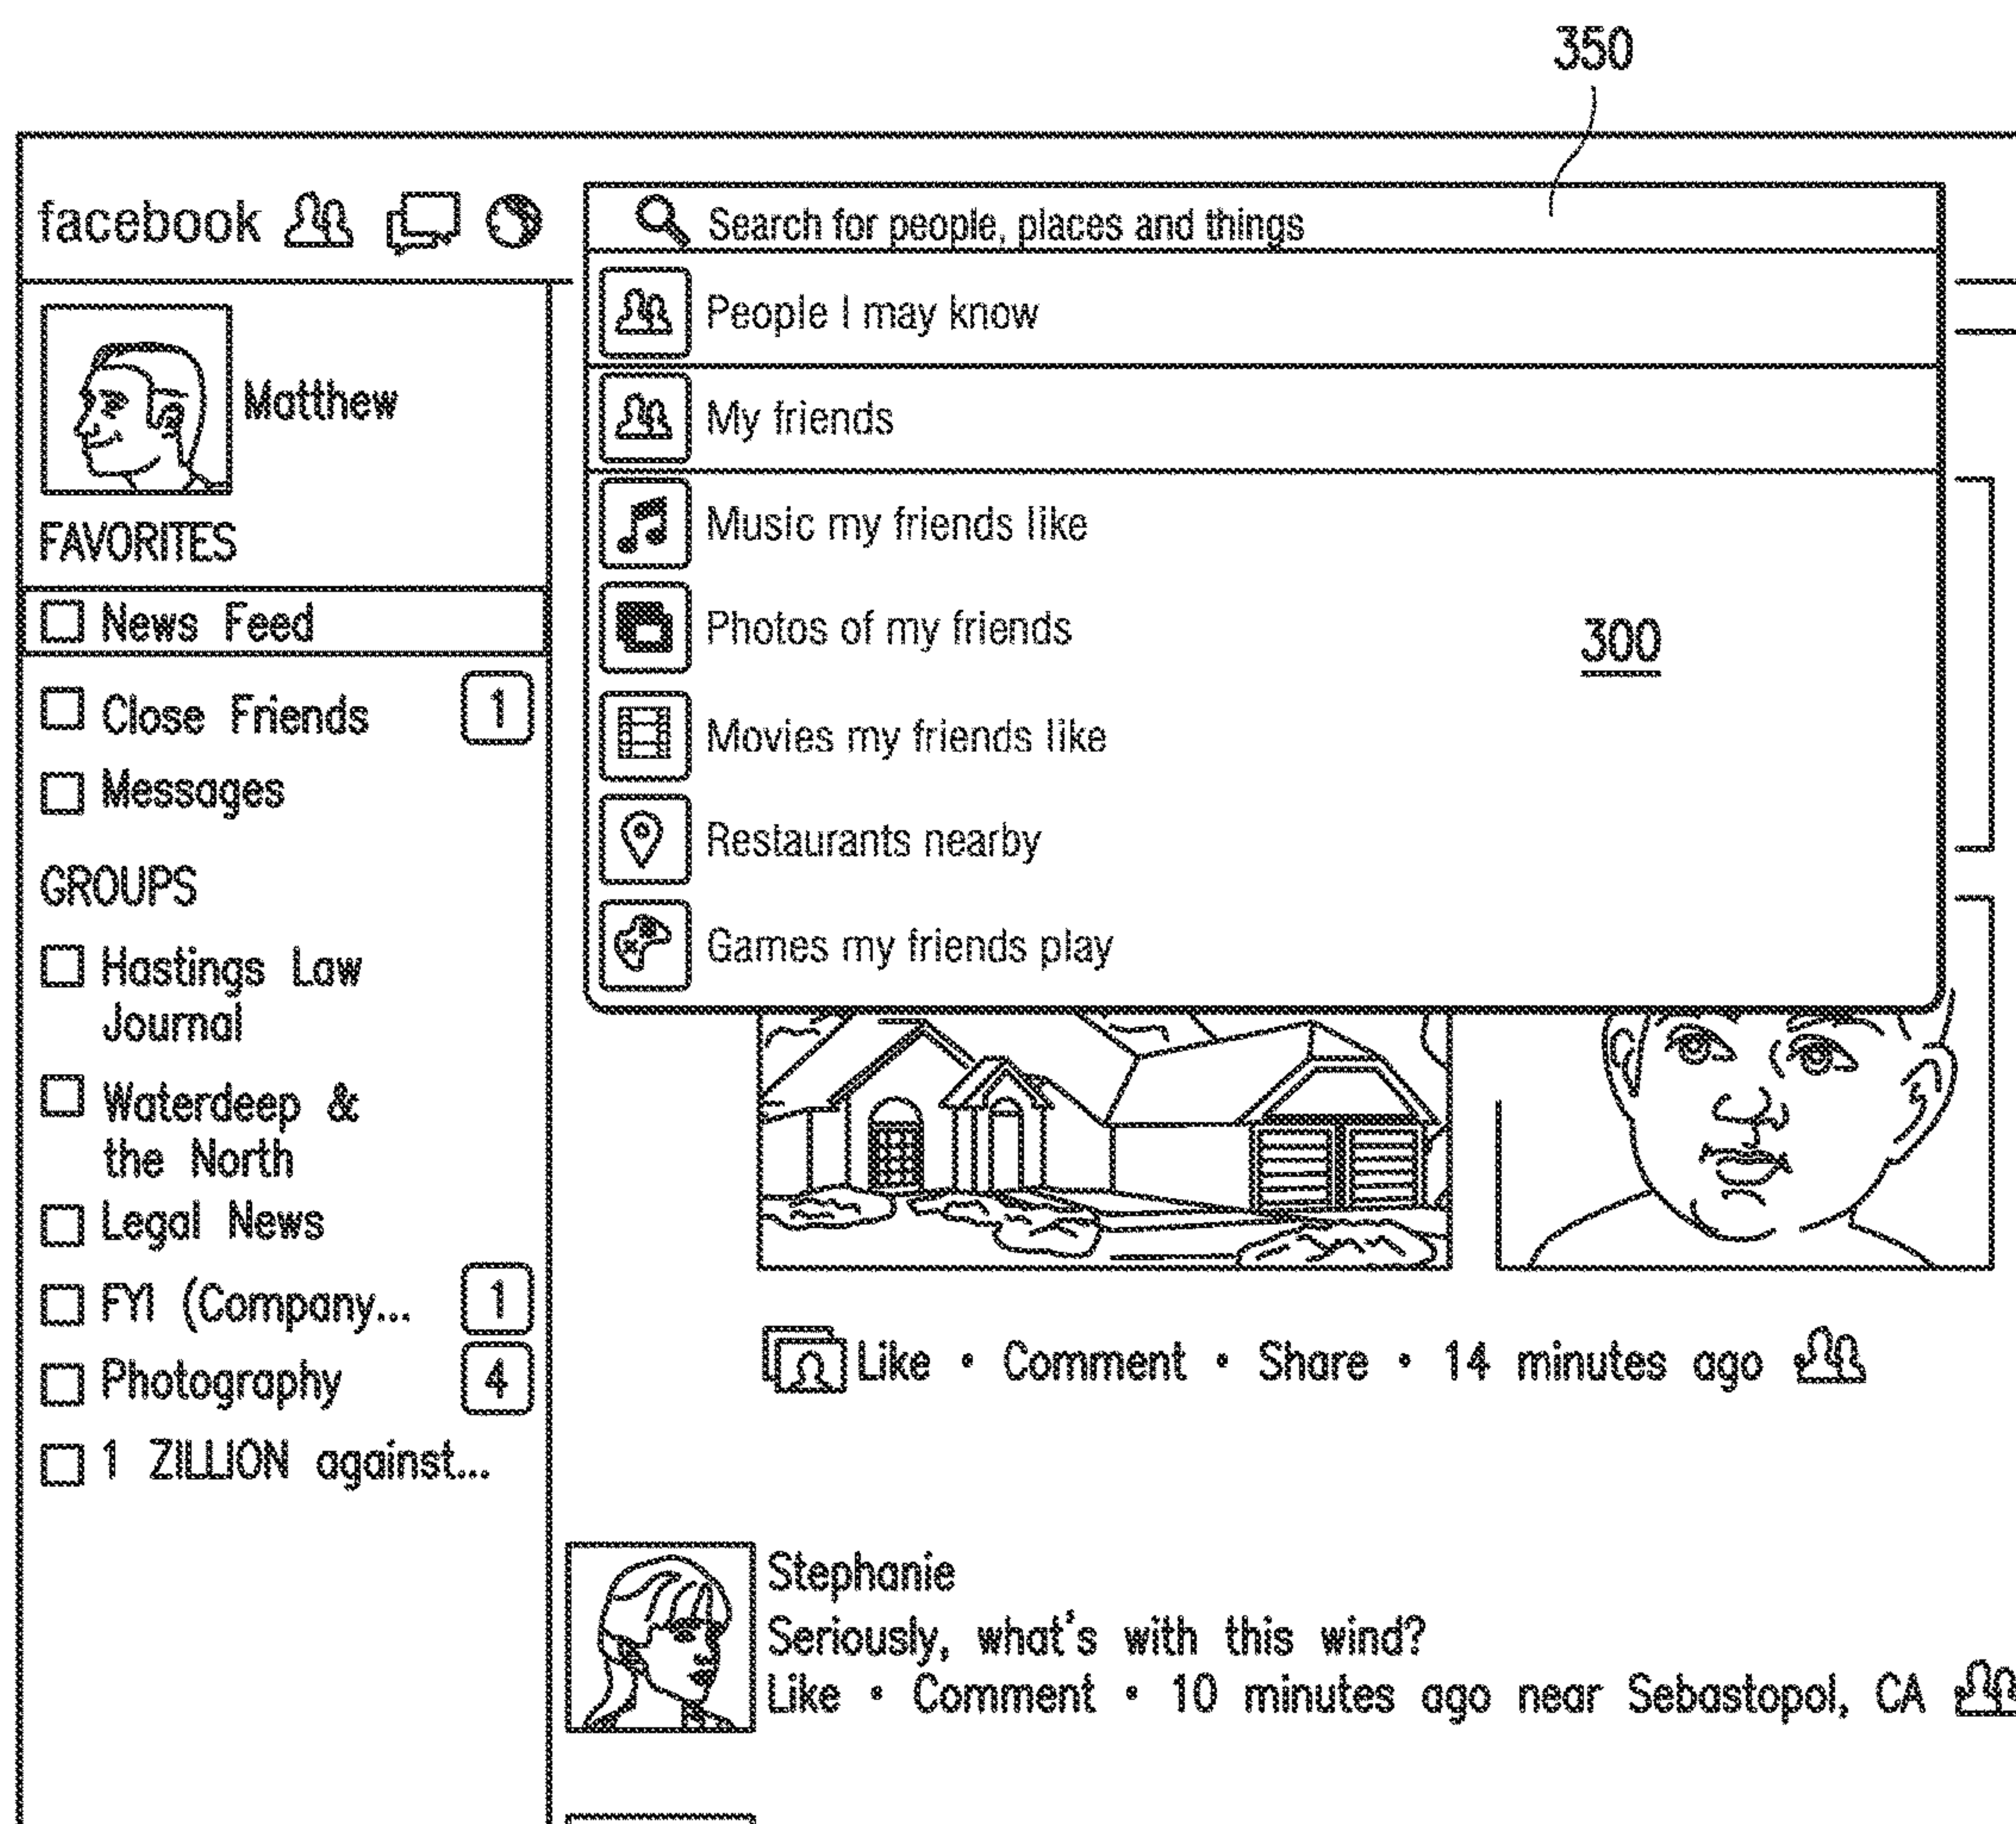 350
facebook
Search for people, places and things
People I may know
My friends
Music my friends like
Photos of my friends
Movies my friends like
Restaurants nearby
Games my friends play
300
Matthew
FAVORITES
News Feed
Close Friends 1
Messages
GROUPS
Hastings Law
Journal
Waterdeep &
the North
Legal News
FYI (Company... 1
Photography 4
1 ZILLION against...
Like • Comment • Share • 14 minutes ago
Stephanie
Seriously, what's with this wind?
Like • Comment • 10 minutes ago near Sebastopol, CA